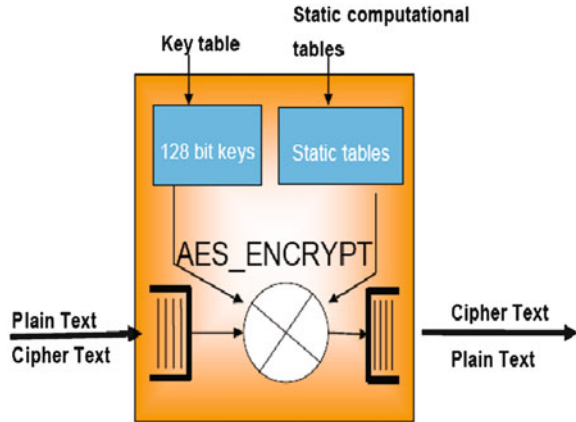 Static computational
tables
Key table
128 bit keys
Static tables
AES_ENCRYPT
Plain Text
Cipher Text
Cipher Text
Plain Text